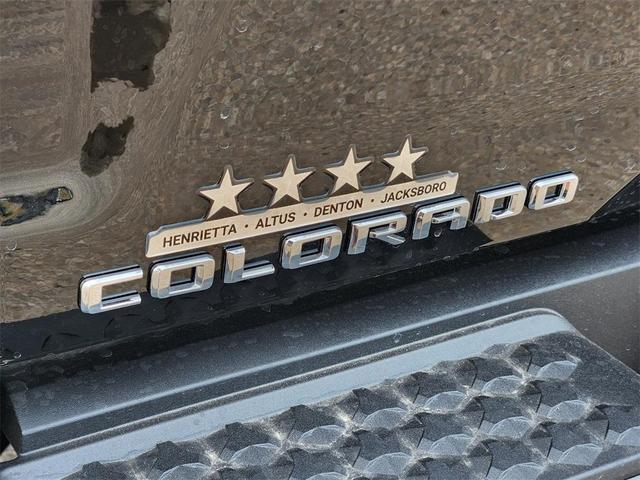 HENRIETTA • ALTUS • DENTON • JACKSBORO
COLORADO